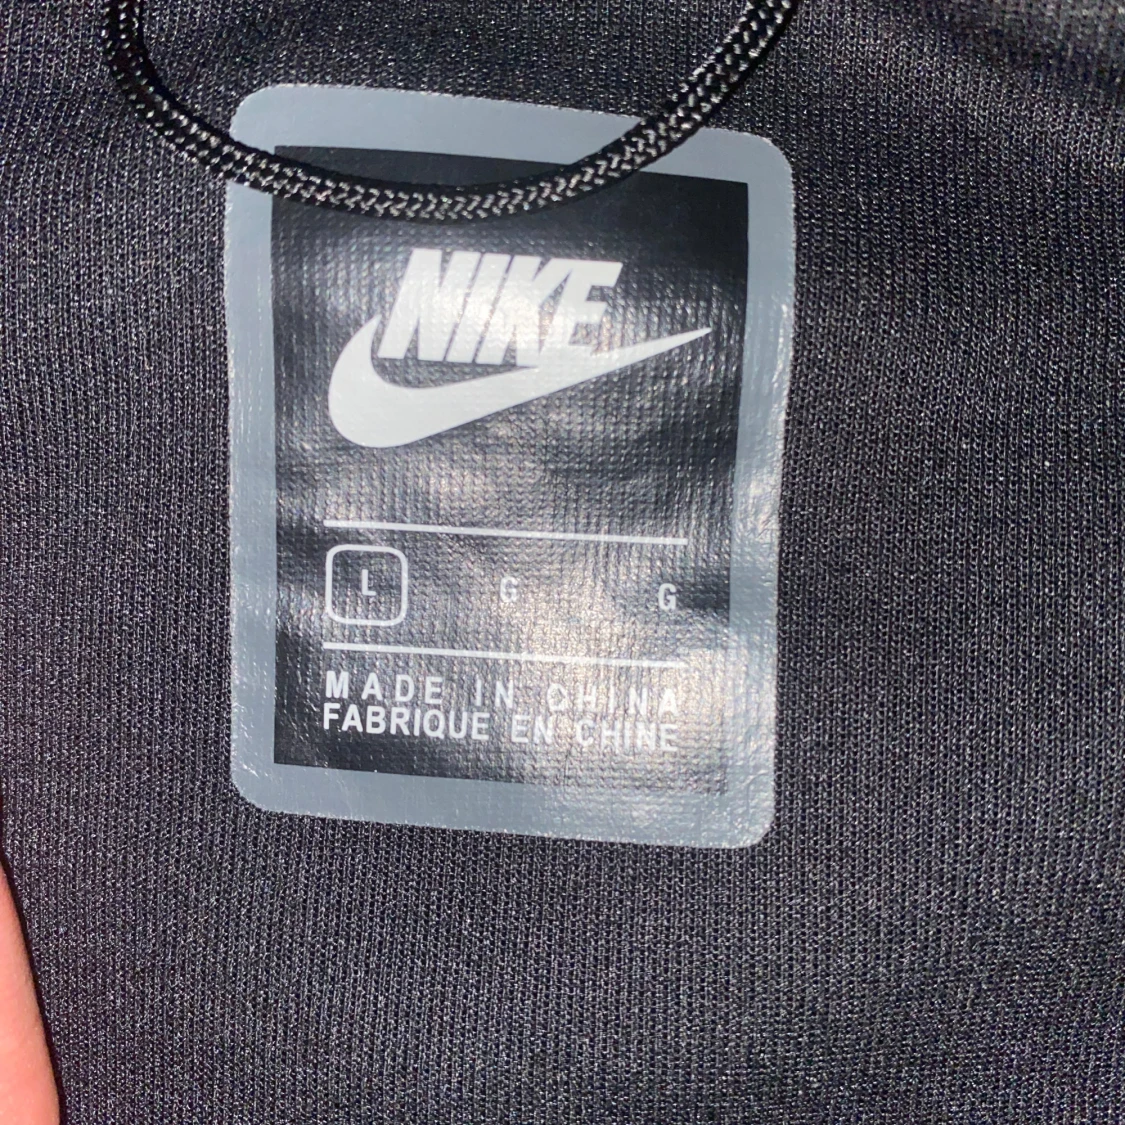 NIKE
L G G
MADE IN CHINA
FABRIQUE EN CHINE